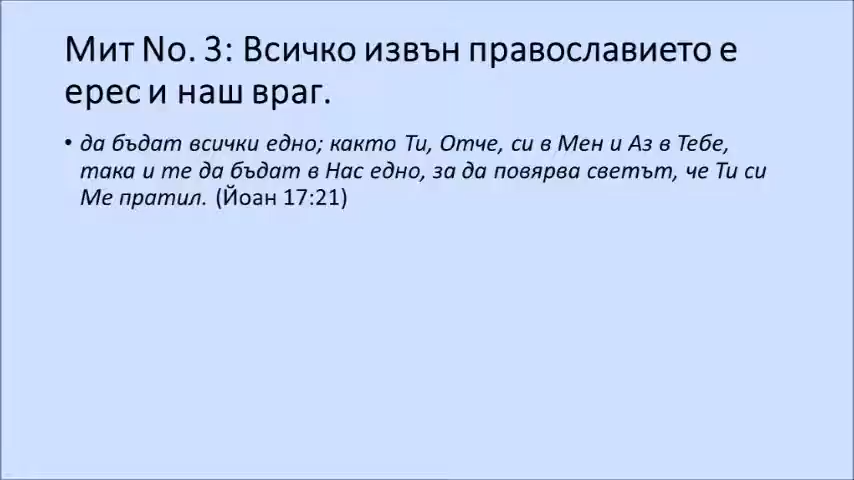 Мит No. 3: Всичко извън православието е
ерес и наш враг.
• да бъдат всички едно; както Ти, Отче, си в Мен и Аз в Тебе,
така и те да бъдат в Нас едно, за да повярва светът, че Ти си
Ме пратил. (Йоан 17:21)